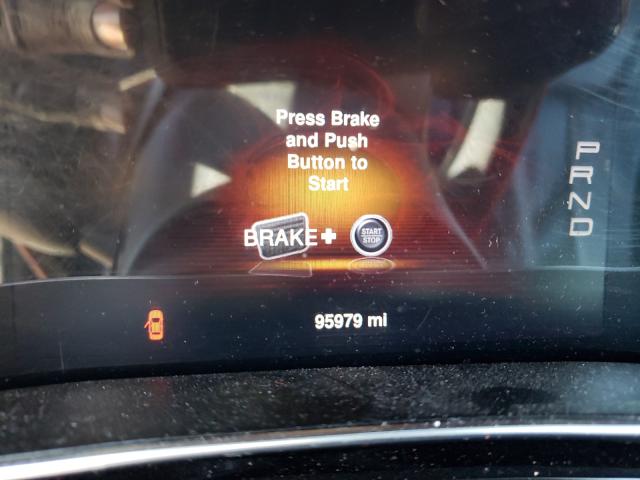 Press Brake
and Push
Button to
Start
BRAKE+
START
STOP
P
R
N
D
95979 mi